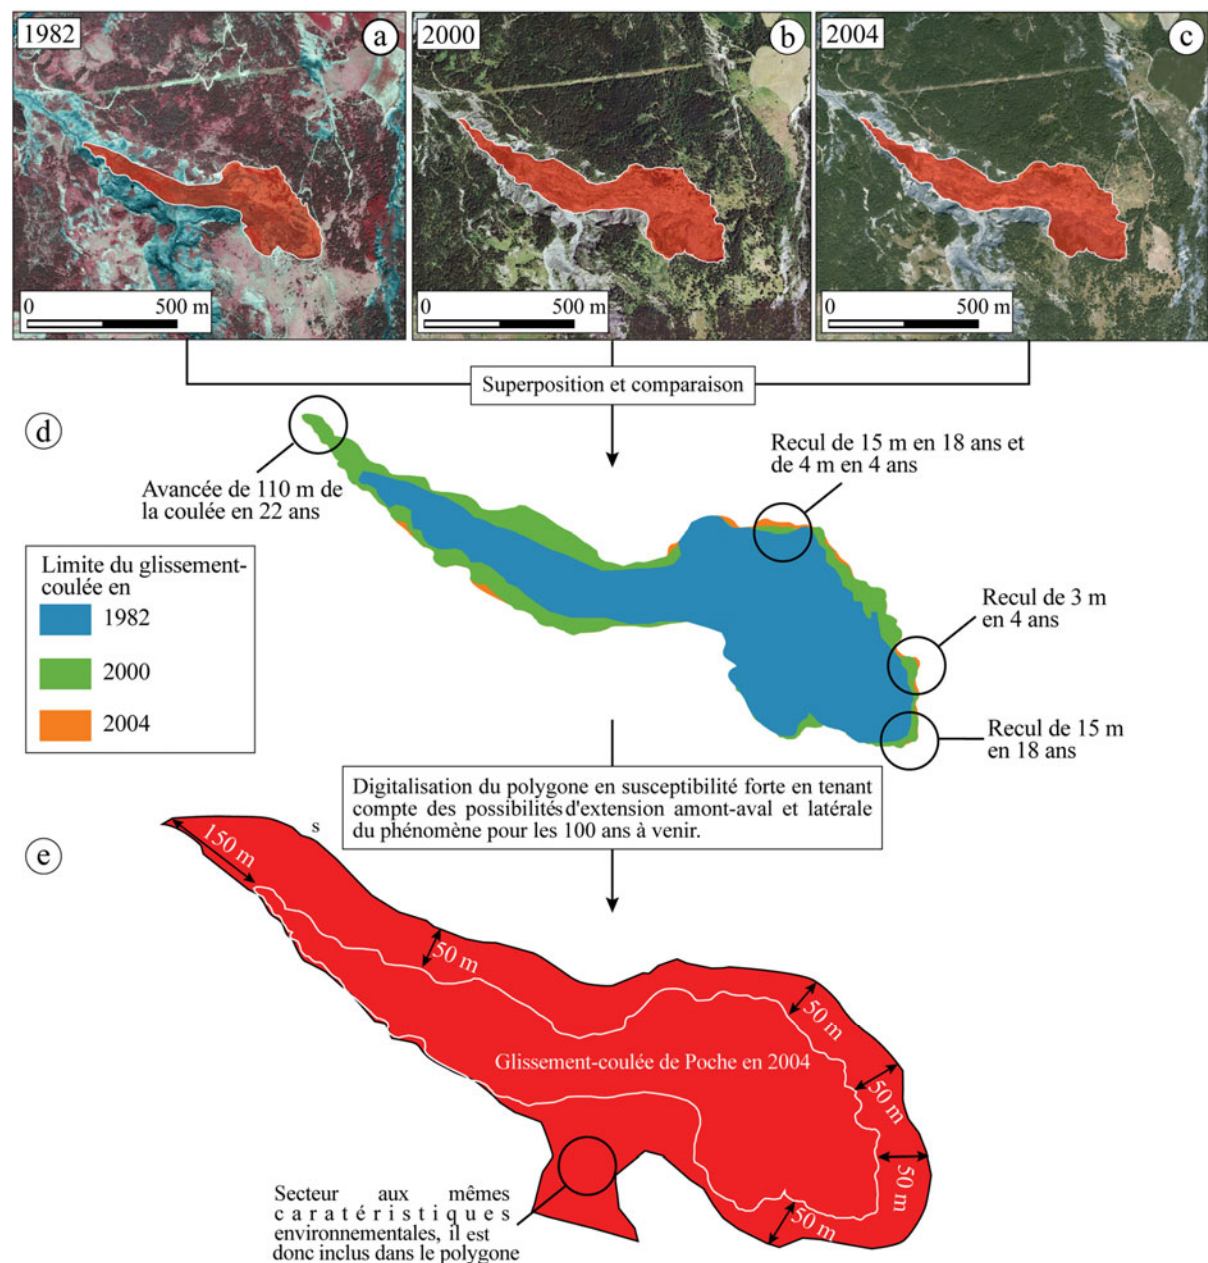 1982
a
2000
b
2004
c
0
500 m
0
500 m
0
500 m
Superposition et comparaison
d
Avancée de 110 m de
la coulée en 22 ans
Recul de 15 m en 18 ans et
de 4 m en 4 ans
Limite du glissement-
coulée en
1982
2000
2004
Recul de 3 m
en 4 ans
Recul de 15 m
en 18 ans
Digitalisation du polygone en susceptibilité forte en tenant
compte des possibilités d'extension amont-aval et latérale
du phénomène pour les 100 ans à venir.
e
s
150 m
50 m
50 m
Glissement-coulée de Poche en 2004
50 m
50 m
50 m
Secteur aux mêmes
caratéristiques
environnementales, il est
donc inclus dans le polygone